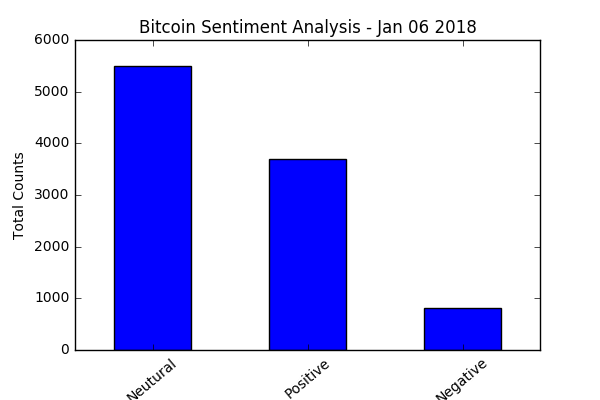 Bitcoin Sentiment Analysis - Jan 06 2018
6000
5000
4000
3000
2000
1000
0
Total Counts
Neutural
Positive
Negative